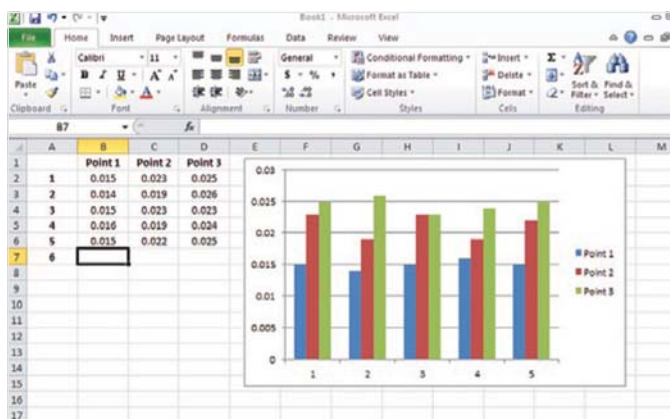 Book1 - Microsoft Excel
File Home Insert Page Layout Formulas Data Review View
Calibri 11 General Conditional Formatting Insert Σ
Paste B I U A A $ % , Format as Table Delete Sort & Find &
A Cell Styles Format Filter Select
Clipboard Font Alignment Number Styles Cells Editing
B7 fx
A B C D E F G H I J K L M
1 Point 1 Point 2 Point 3
2 1 0.015 0.023 0.025
3 2 0.014 0.019 0.026
4 3 0.015 0.023 0.023
5 4 0.016 0.019 0.024
6 5 0.015 0.022 0.025
7 6
8
9
10
11
12
13
14
15
16
17
0.03
0.025
0.02
0.015
0.01
0.005
0
1 2 3 4 5
Point 1
Point 2
Point 3